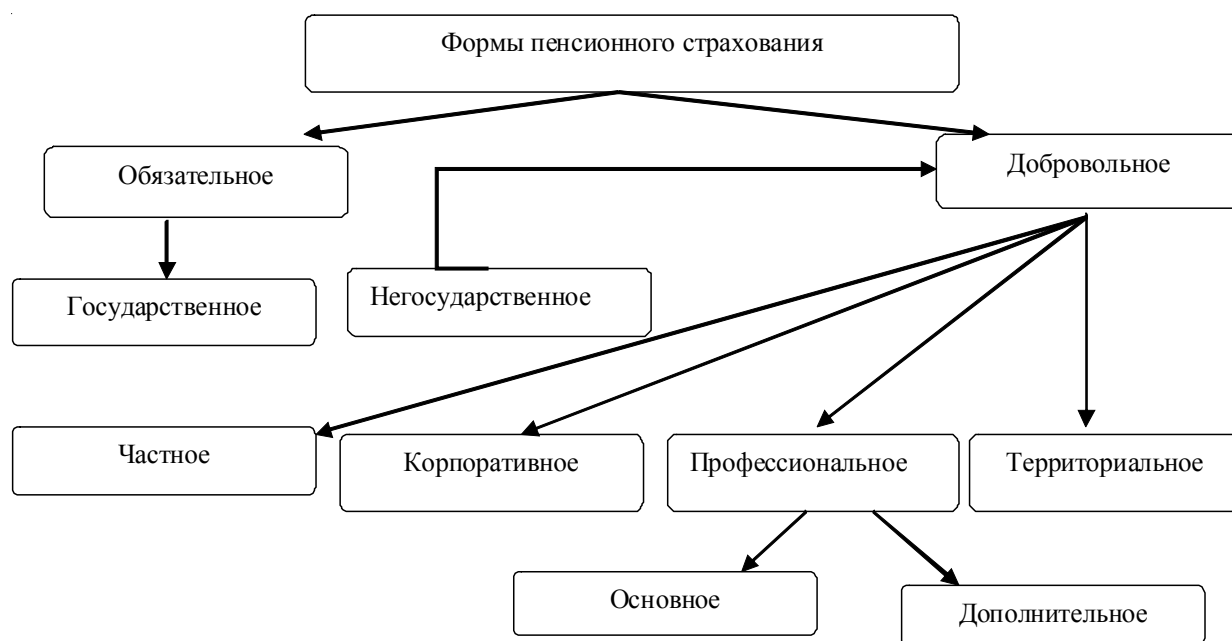 Формы пенсионного страхования
Обязательное
Добровольное
Государственное
Негосударственное
Частное
Корпоративное
Профессиональное
Территориальное
Основное
Дополнительное